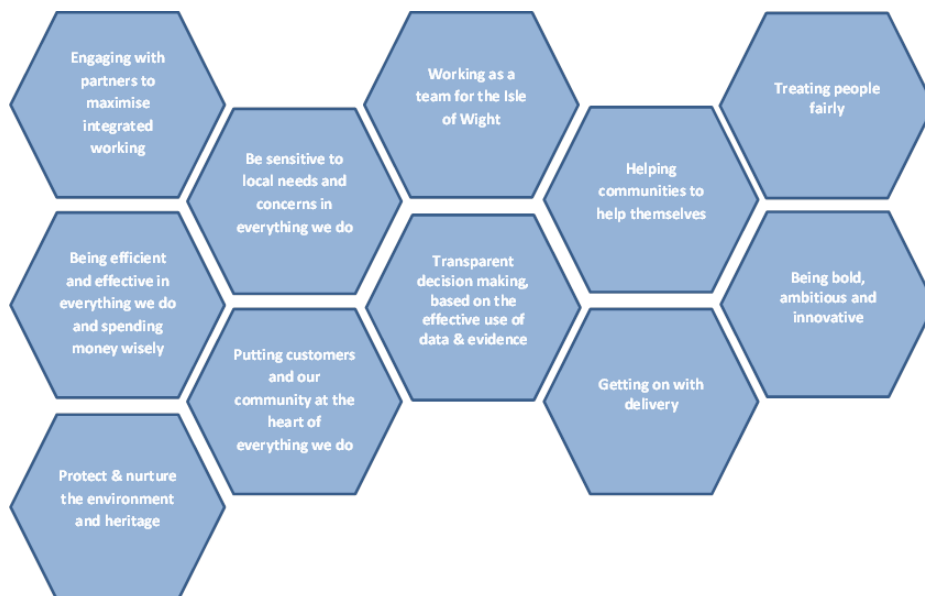 Engaging with
partners to
maximise
integrated
working
Working as a
team for the Isle
of Wight
Treating people
fairly
Be sensitive to
local needs and
concerns in
everything we do
Helping
communities to
help themselves
Being efficient
and effective in
everything we do
and spending
money wisely
Transparent
decision making,
based on the
effective use of
data & evidence
Being bold,
ambitious and
innovative
Putting customers
and our
community at the
heart of
everything we do
Getting on with
delivery
Protect & nurture
the environment
and heritage